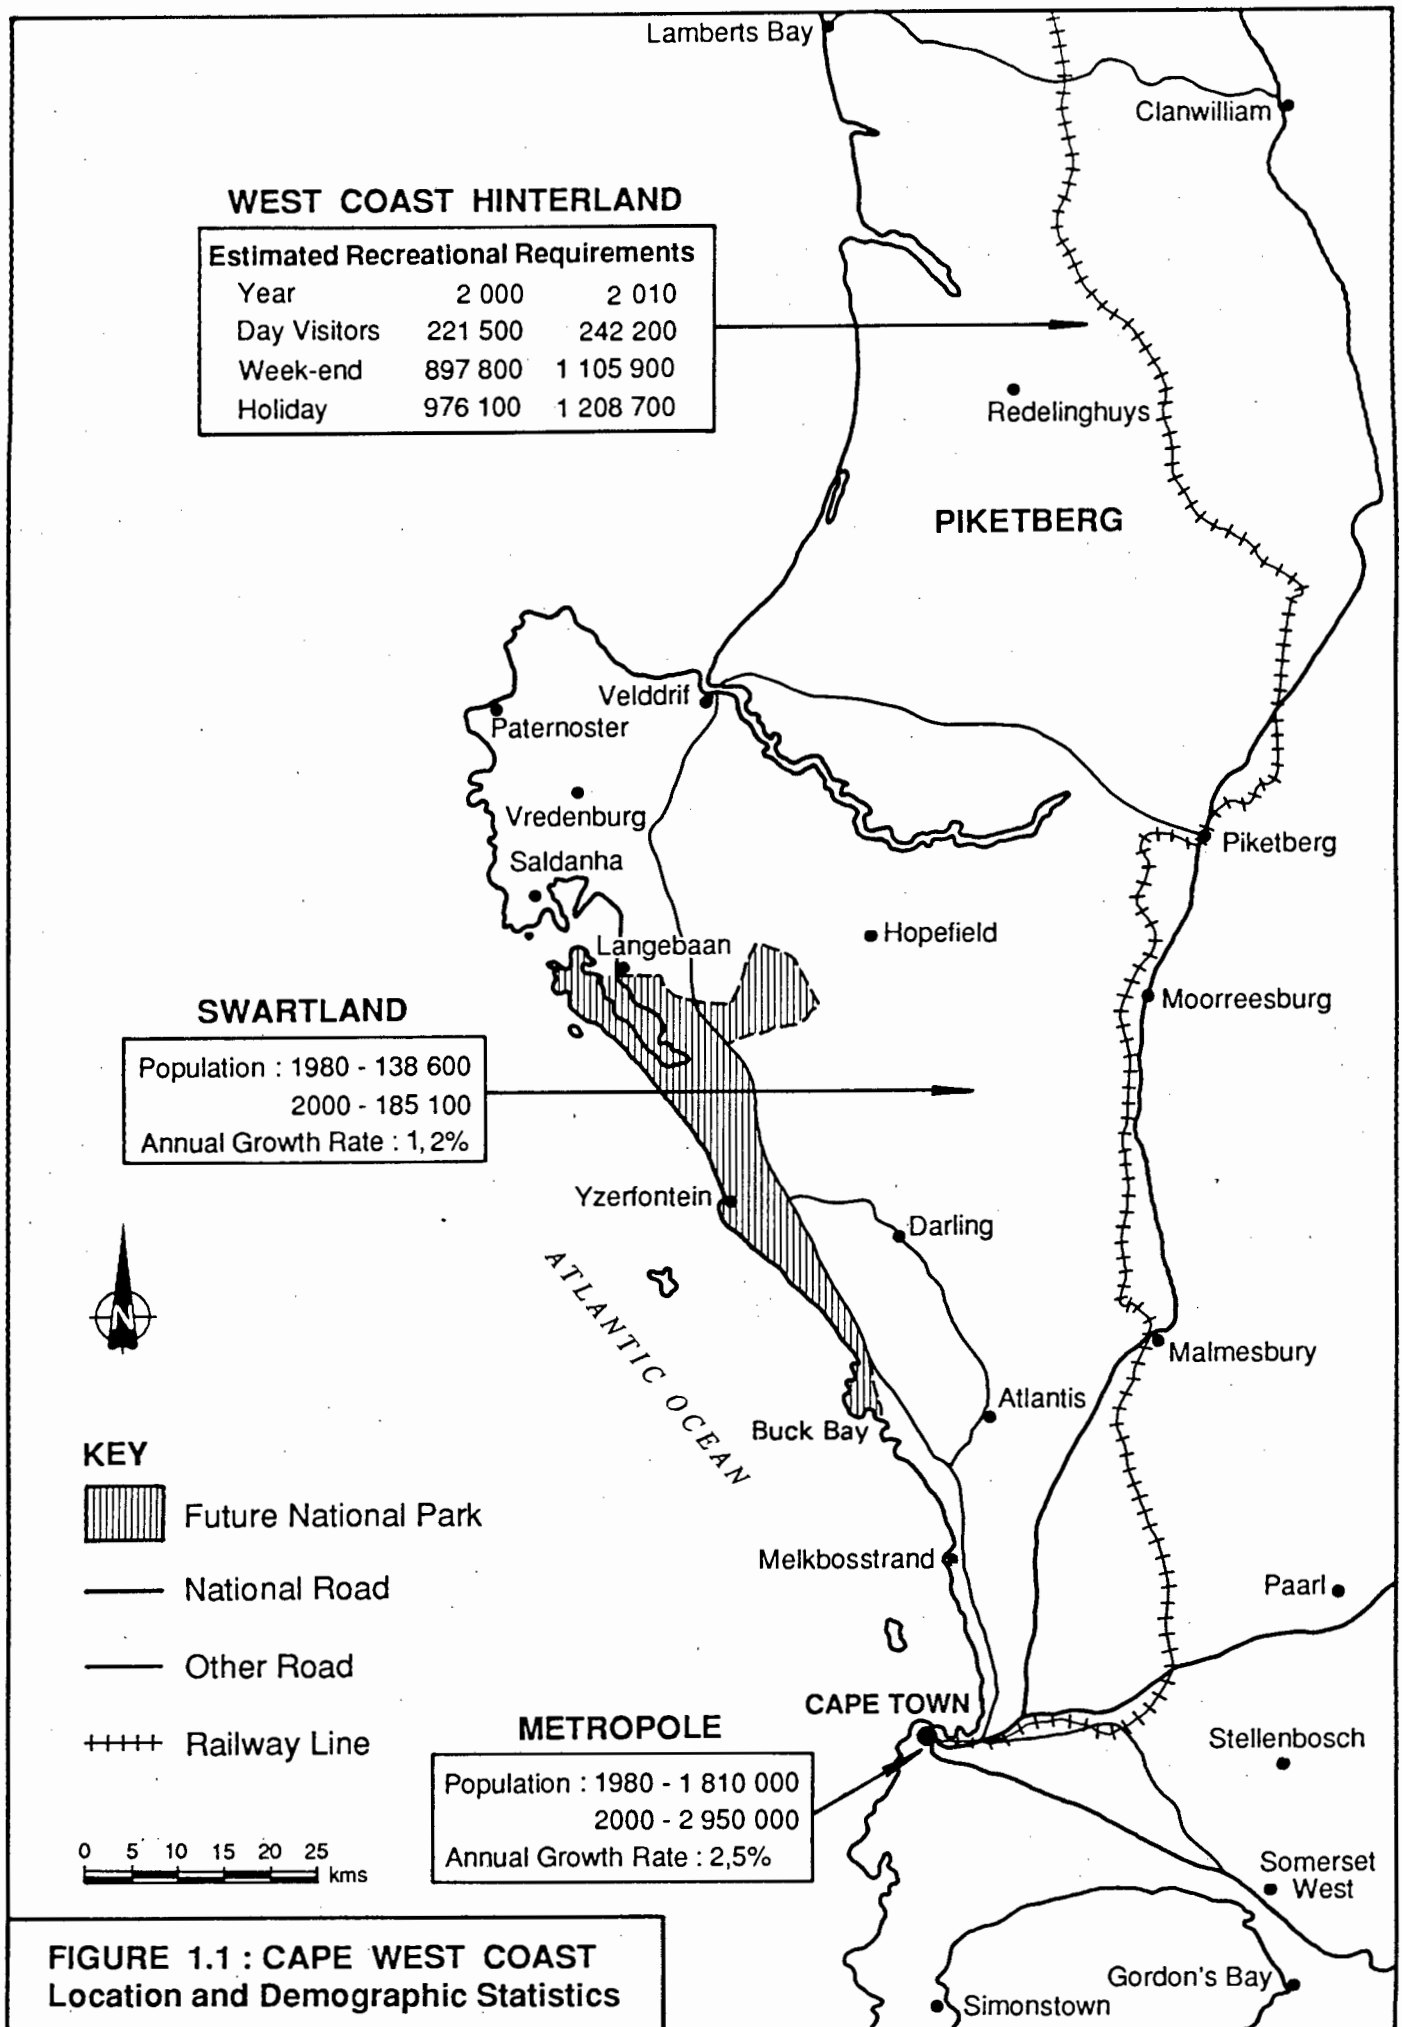 Lamberts Bay
Clanwilliam
WEST COAST HINTERLAND
Estimated Recreational Requirements
Year 2 000 2 010
Day Visitors 221 500 242 200
Week-end 897 800 1 105 900
Holiday 976 100 1 208 700
Redelinghuys
PIKETBERG
Velddrif
Paternoster
Vredenburg
Saldanha
Piketberg
Hopefield
Langebaan
Moorreesburg
SWARTLAND
Population : 1980 - 138 600
2000 - 185 100
Annual Growth Rate : 1,2%
Yzerfontein
Darling
ATLANTIC OCEAN
N
Malmesbury
Atlantis
Buck Bay
KEY
Future National Park
National Road
Other Road
Railway Line
Melkbosstrand
Paarl
CAPE TOWN
METROPOLE
Population : 1980 - 1 810 000
2000 - 2 950 000
Annual Growth Rate : 2,5%
Stellenbosch
0 5 10 15 20 25
kms
Somerset
West
FIGURE 1.1 : CAPE WEST COAST
Location and Demographic Statistics
Gordon's Bay
Simonstown